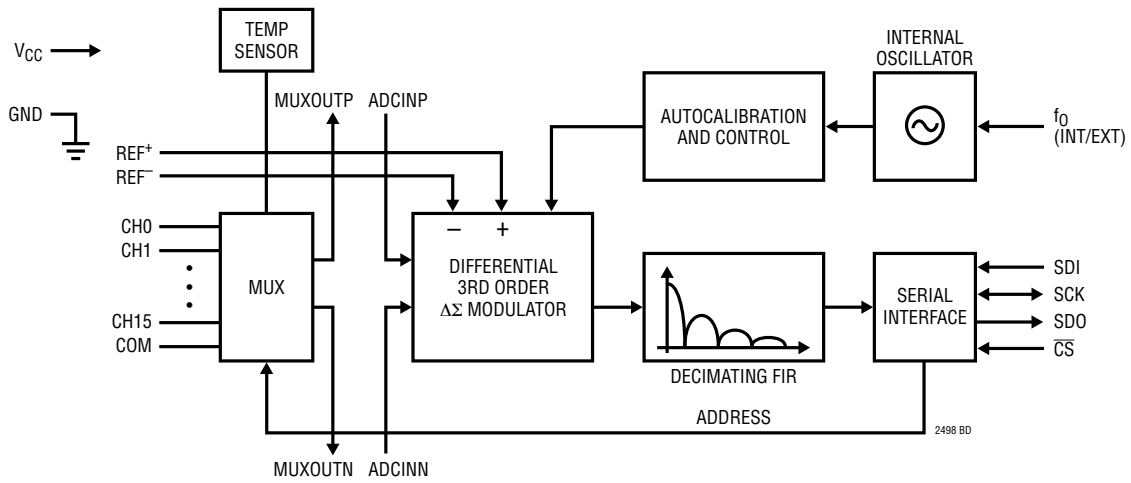 TEMP
SENSOR
INTERNAL
OSCILLATOR
VCC
MUXOUTP
ADCINP
GND
AUTOCALIBRATION
AND CONTROL
fO
(INT/EXT)
REF+
REF–
CH0
CH1
•
•
•
CH15
COM
MUX
– +
DIFFERENTIAL
3RD ORDER
ΔΣ MODULATOR
DECIMATING FIR
SERIAL
INTERFACE
SDI
SCK
SDO
C̅S̅
ADDRESS
2498 BD
MUXOUTN
ADCINN